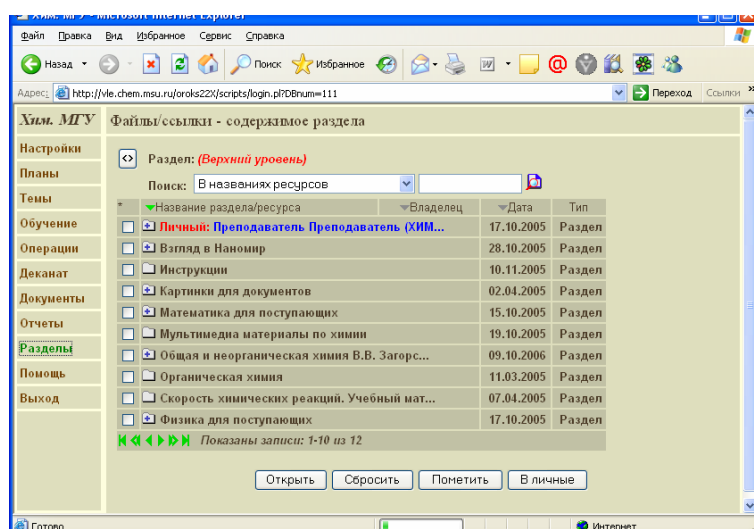 Хим. МГУ - Microsoft Internet Explorer
Файл Правка Вид Избранное Сервис Справка
Назад Поиск Избранное
Адрес: http://vle.chem.msu.ru/oroks22X/scripts/login.pl?DBnum=111 Переход Ссылки »
Хим. МГУ Файлы/ссылки - содержимое раздела
Настройки
Планы
Темы
Обучение
Операции
Деканат
Документы
Отчеты
Разделы
Помощь
Выход
Раздел: (Верхний уровень)
Поиск: В названиях ресурсов
* Название раздела/ресурса Владелец Дата Тип
Личный: Преподаватель Преподаватель (ХИМ... 17.10.2005 Раздел
Взгляд в Наномир 28.10.2005 Раздел
Инструкции 10.11.2005 Раздел
Картинки для документов 02.04.2005 Раздел
Математика для поступающих 15.10.2005 Раздел
Мультимедиа материалы по химии 19.10.2005 Раздел
Общая и неорганическая химия В.В. Загорс... 09.10.2006 Раздел
Органическая химия 11.03.2005 Раздел
Скорость химических реакций. Учебный мат... 07.04.2005 Раздел
Физика для поступающих 17.10.2005 Раздел
Показаны записи: 1-10 из 12
Открыть Сбросить Пометить В личные
Готово Интернет